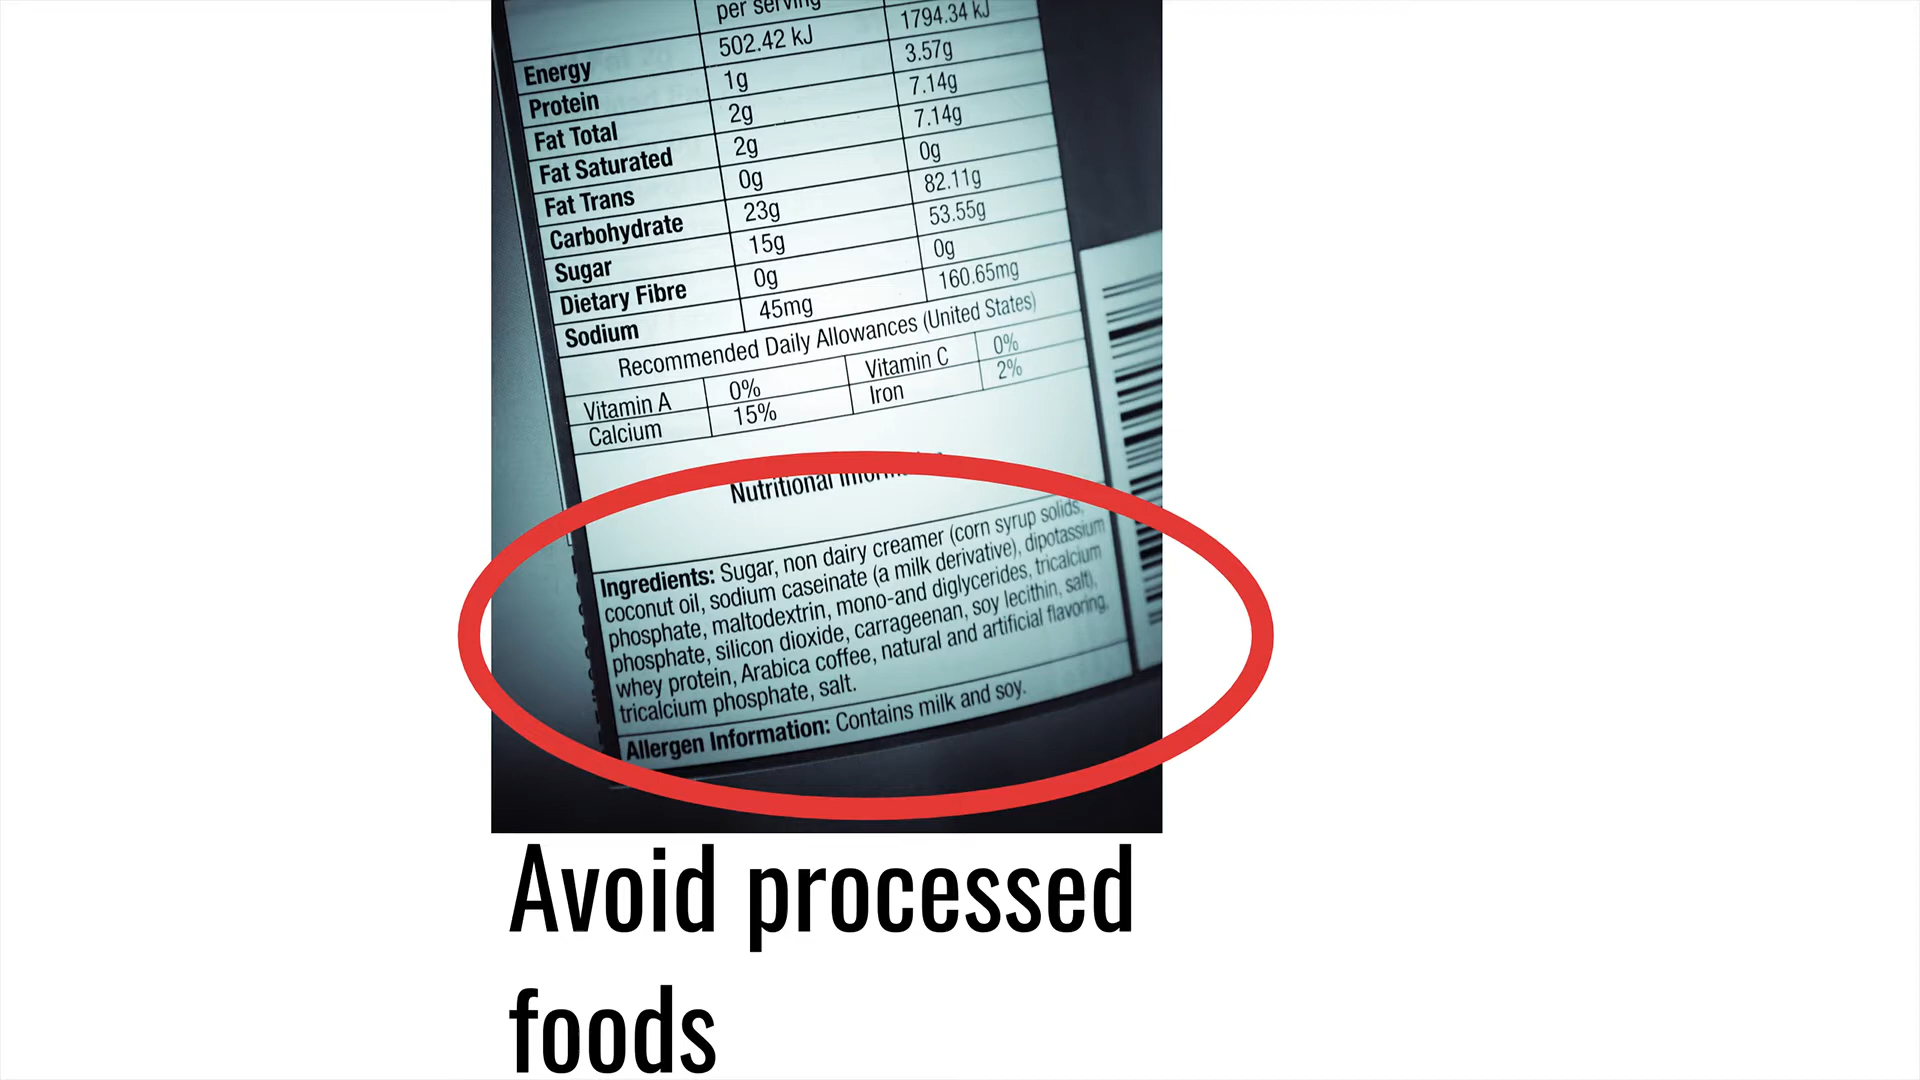 per serving
1794.34 kJ
Energy 502.42 kJ 3.57g
Protein 1g 7.14g
Fat Total 2g 7.14g
Fat Saturated 2g 0g
Fat Trans 0g 82.11g
Carbohydrate 23g 53.55g
Sugar 15g 0g
Dietary Fibre 0g 160.65mg
Sodium 45mg
Recommended Daily Allowances (United States)
Vitamin A 0% Vitamin C 0%
Calcium 15% Iron 2%
Nutritional
Ingredients: Sugar, non dairy creamer (corn syrup solids,
coconut oil, sodium caseinate (a milk derivative), dipotassium
phosphate, maltodextrin, mono-and diglycerides, tricalcium
phosphate, silicon dioxide, carrageenan, soy lecithin, salt),
whey protein, Arabica coffee, natural and artificial flavoring,
tricalcium phosphate, salt.
Allergen Information: Contains milk and soy.
Avoid processed
foods